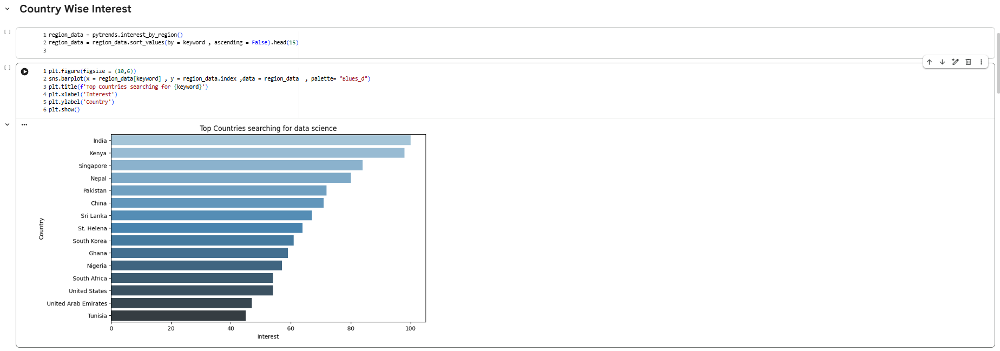 Country Wise Interest
[ ]
1 region_data = pytrends.interest_by_region()
2 region_data = region_data.sort_values(by = keyword , ascending = False).head(15)
3
[ ]
1 plt.figure(figsize = (10,6))
2 sns.barplot(x = region_data[keyword] , y = region_data.index ,data = region_data  , palette= "Blues_d")
3 plt.title(f'Top Countries searching for {keyword}')
4 plt.xlabel('Interest')
5 plt.ylabel('Country')
6 plt.show()
Top Countries searching for data science
India
Kenya
Singapore
Nepal
Pakistan
China
Sri Lanka
St. Helena
South Korea
Ghana
Nigeria
South Africa
United States
United Arab Emirates
Tunisia
Country
0 20 40 60 80 100
Interest